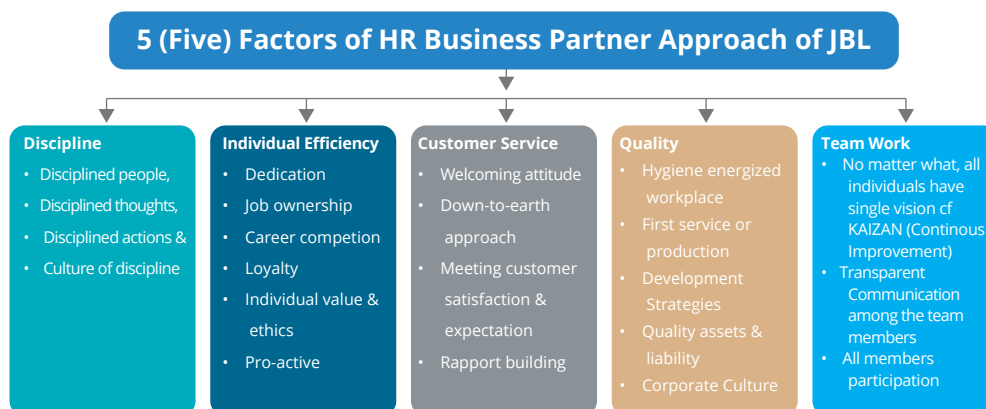 5 (Five) Factors of HR Business Partner Approach of JBL
Discipline
• Disciplined people,
• Disciplined thoughts,
• Disciplined actions &
• Culture of discipline
Individual Efficiency
• Dedication
• Job ownership
• Career competion
• Loyalty
• Individual value &
ethics
• Pro-active
Customer Service
• Welcoming attitude
• Down-to-earth
approach
• Meeting customer
satisfaction &
expectation
• Rapport building
Quality
• Hygiene energized
workplace
• First service or
production
• Development
Strategies
• Quality assets &
liability
• Corporate Culture
Team Work
• No matter what, all
individuals have
single vision cf
KAIZAN (Continous
Improvement)
• Transparent
Communication
among the team
members
• All members
participation